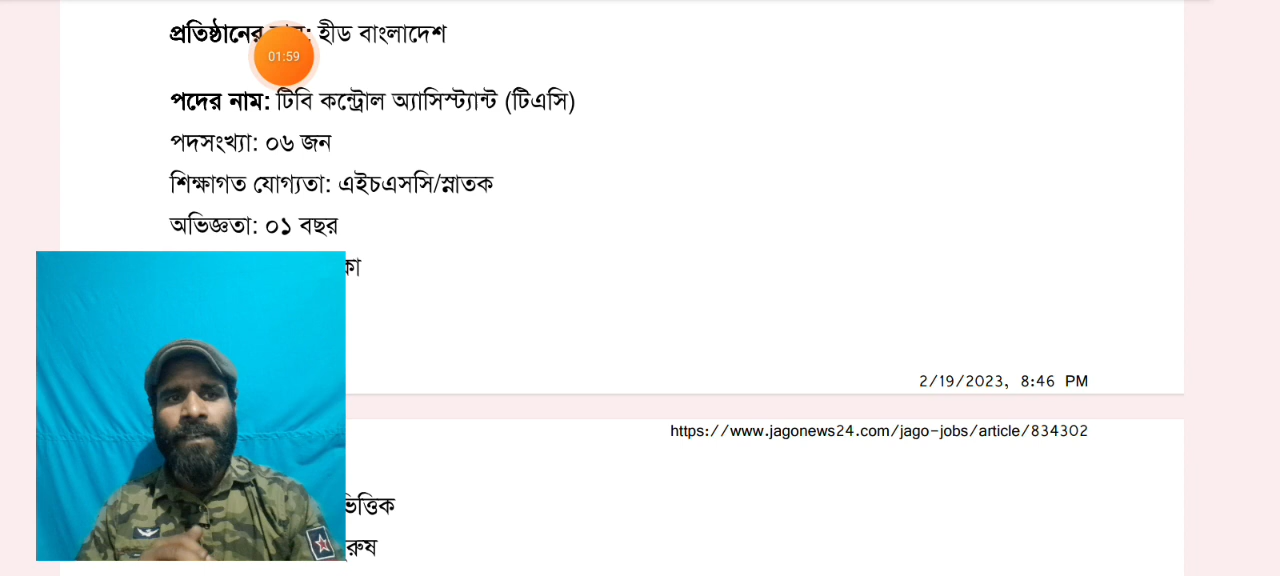 প্রতিষ্ঠানের হীড বাংলাদেশ
01:59
পদের নাম: টিবি কন্ট্রোল অ্যাসিস্ট্যান্ট (টিএসি)
পদসংখ্যা: ০৬ জন
শিক্ষাগত যোগ্যতা: এইচএসসি/স্নাতক
অভিজ্ঞতা: ০১ বছর
2/19/2023, 8:46 PM
https://www.jagonews24.com/jago-jobs/article/834302